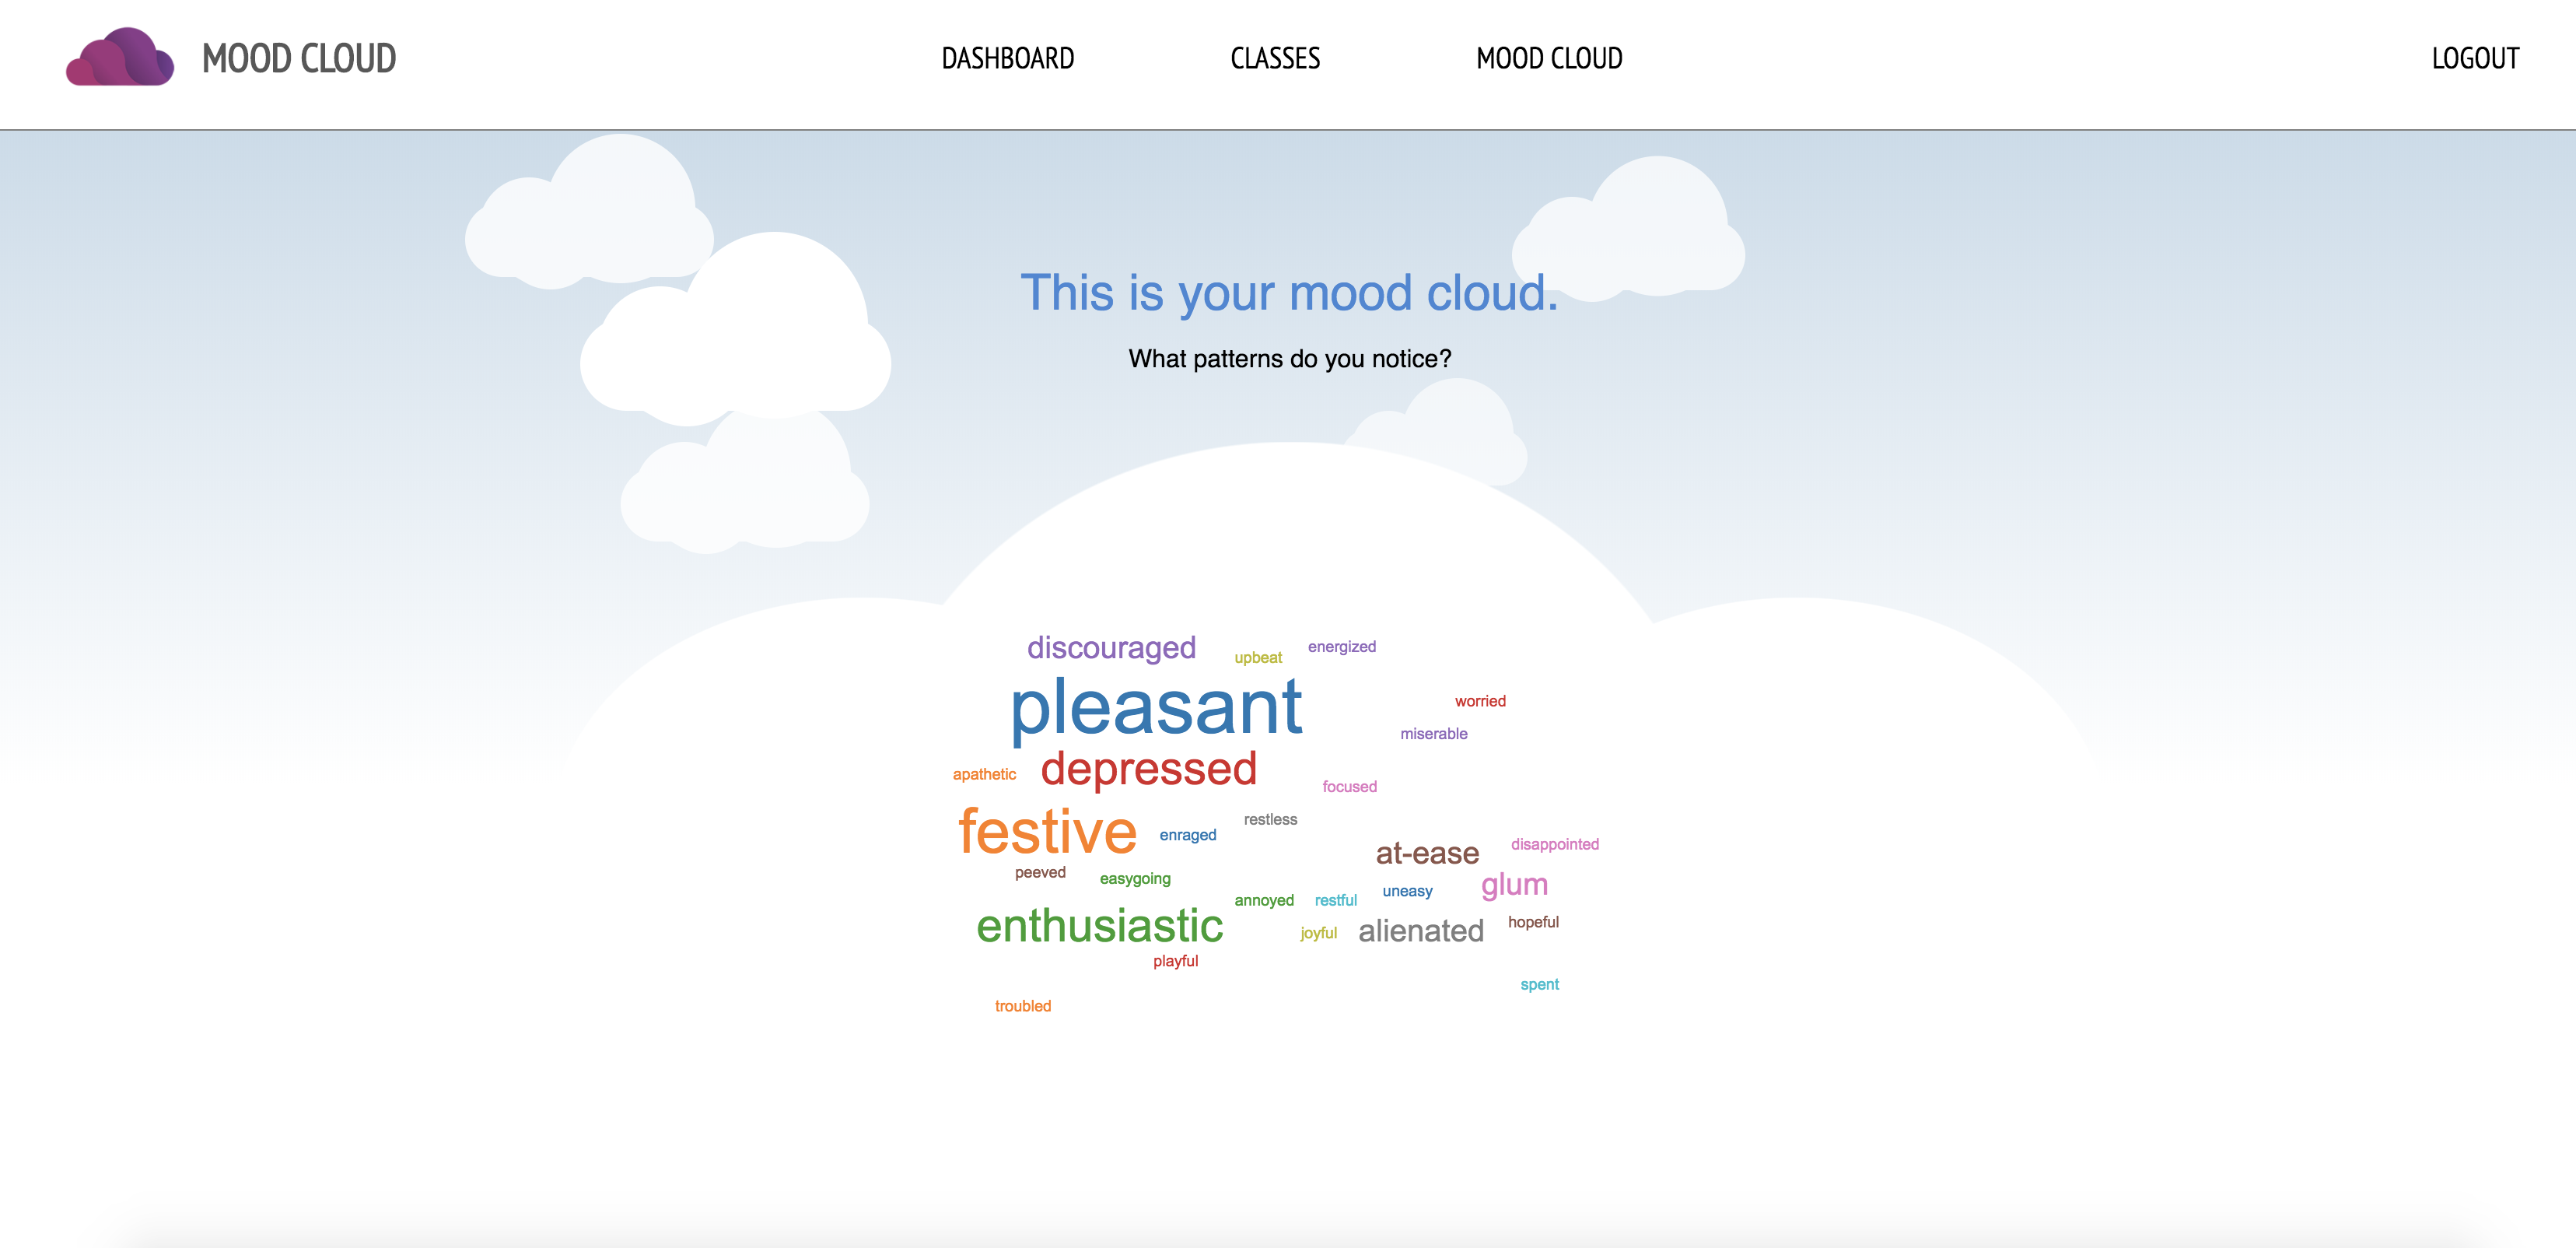 MOOD CLOUD
DASHBOARD
CLASSES
MOOD CLOUD
LOGOUT
This is your mood cloud.
What patterns do you notice?
discouraged
upbeat
energized
pleasant
worried
miserable
depressed
apathetic
focused
festive
enraged
restless
at-ease
disappointed
peeved
easygoing
glum
annoyed
restful
uneasy
enthusiastic
joyful
alienated
hopeful
playful
spent
troubled